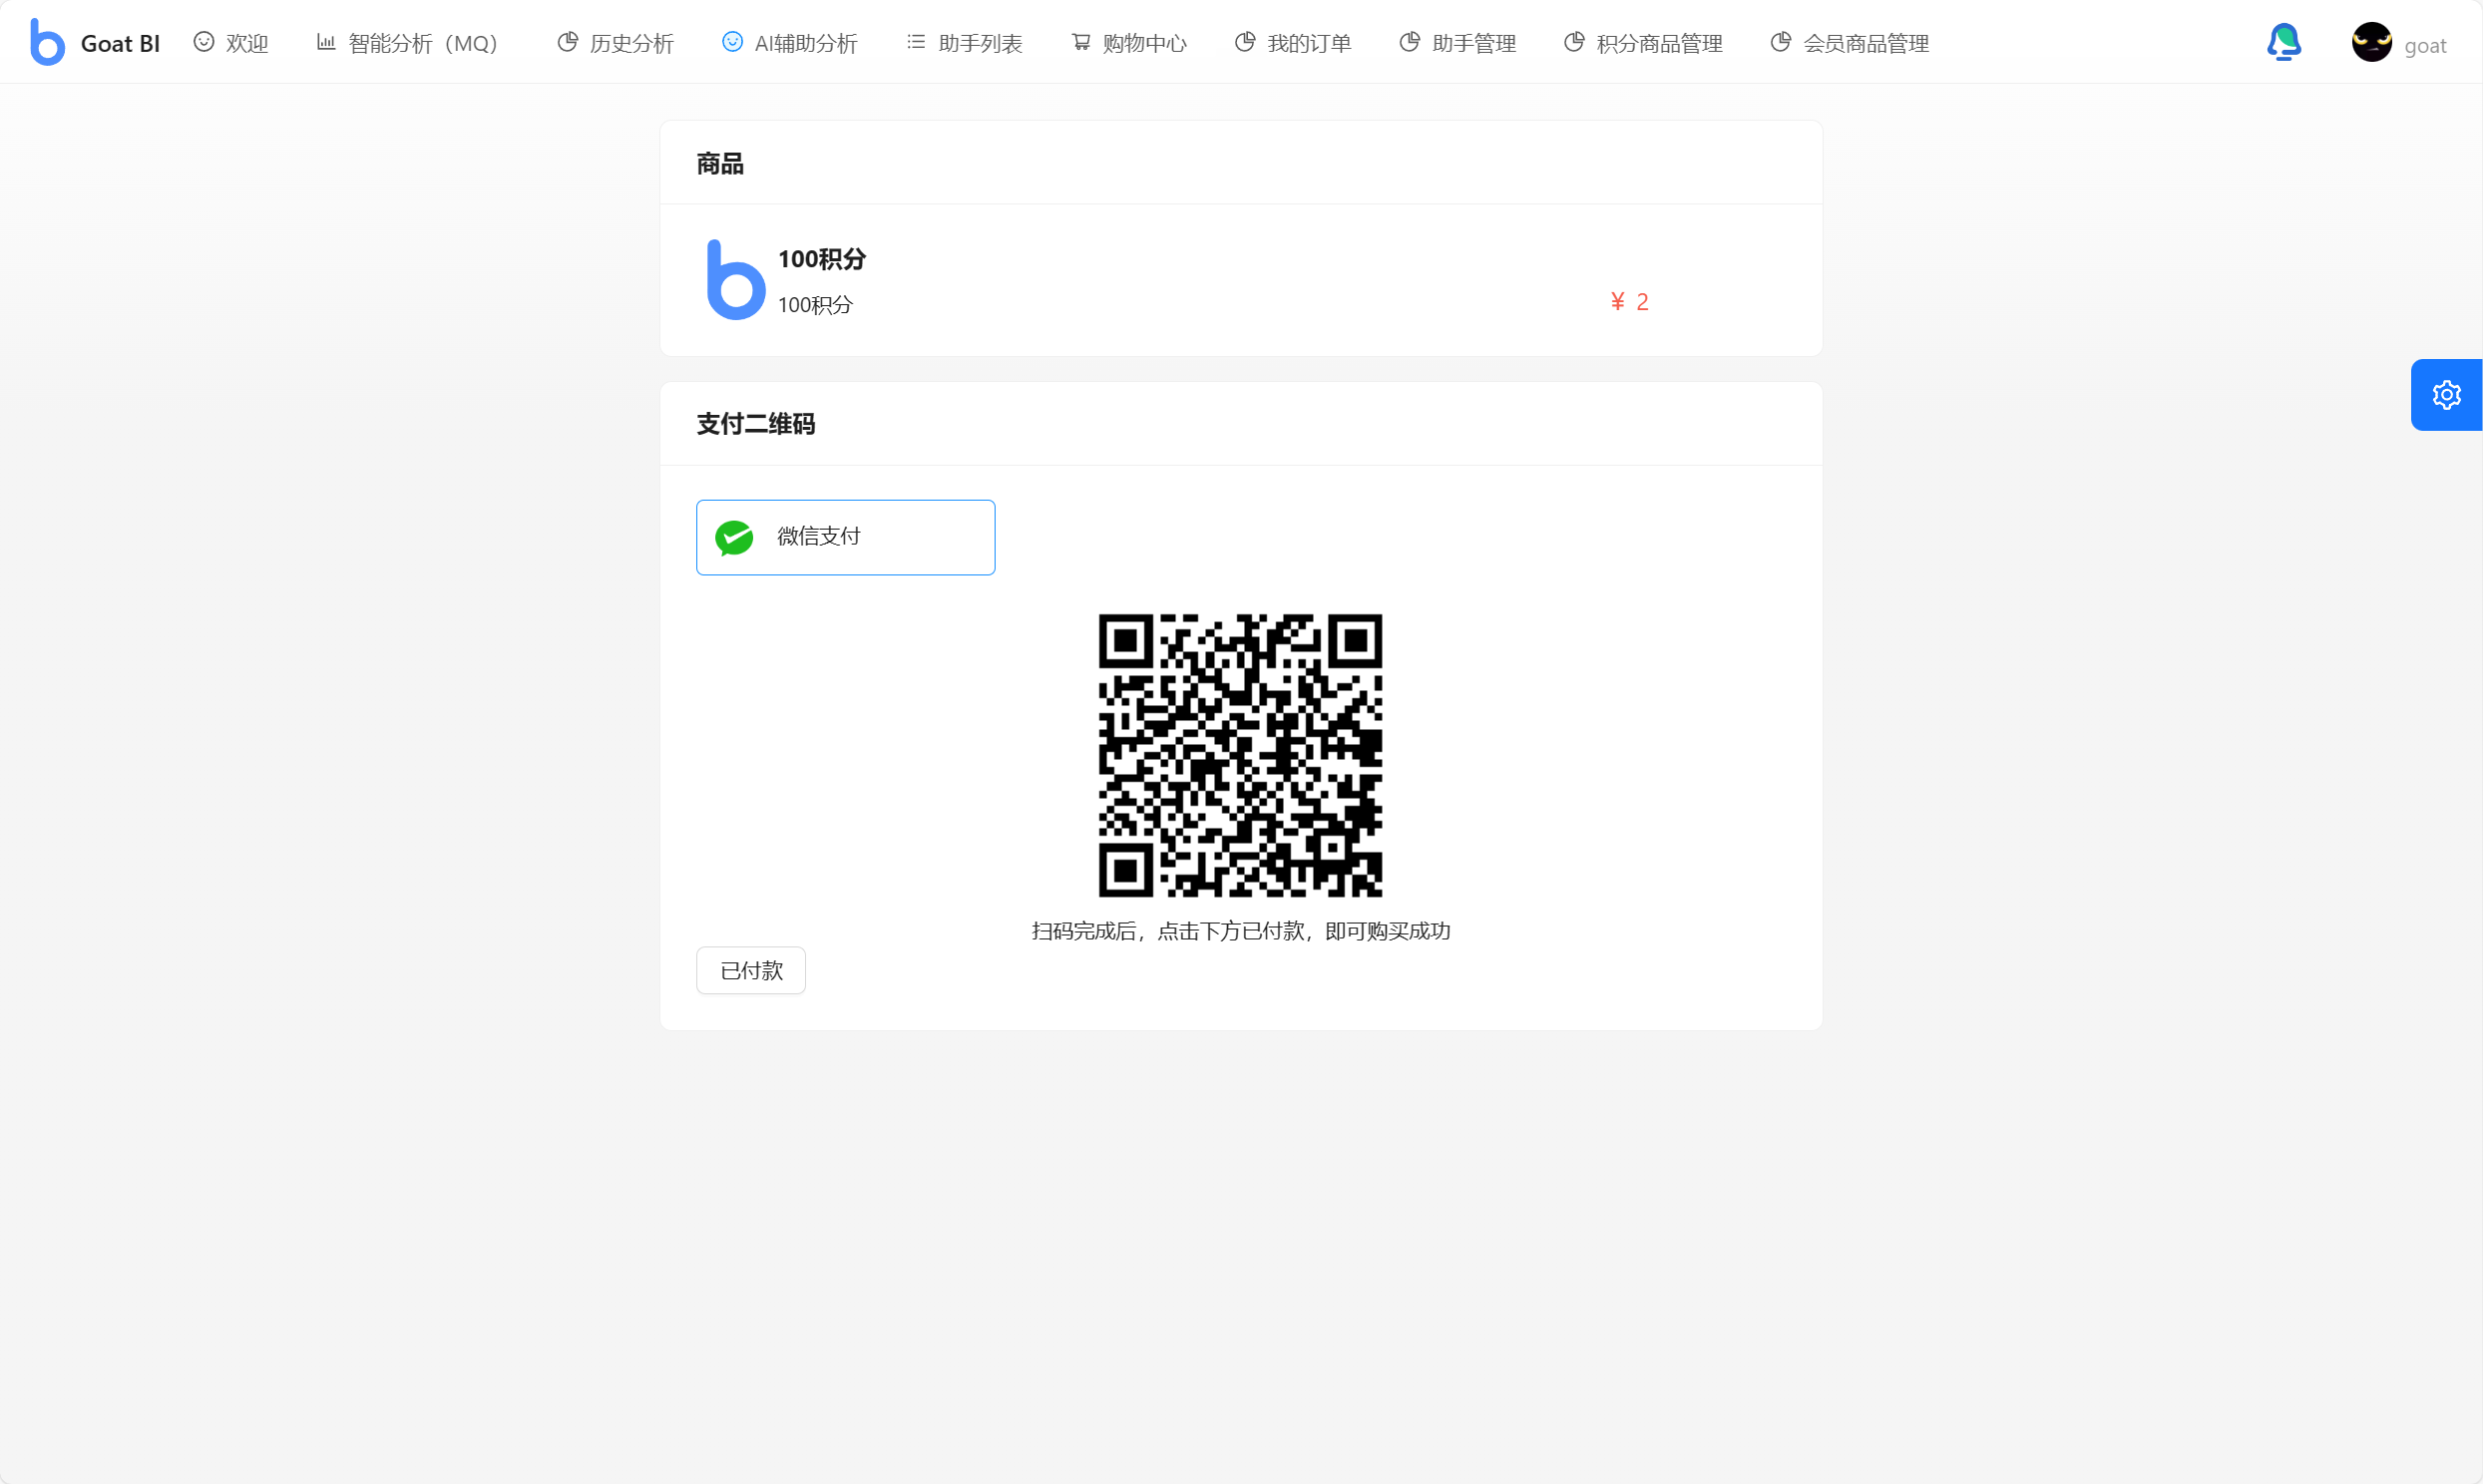 Goat BI 欢迎 智能分析（MQ） 历史分析 AI辅助分析 助手列表 购物中心 我的订单 助手管理 积分商品管理 会员商品管理 goat
商品
100积分
100积分
¥ 2
支付二维码
微信支付
扫码完成后，点击下方已付款，即可购买成功
已付款